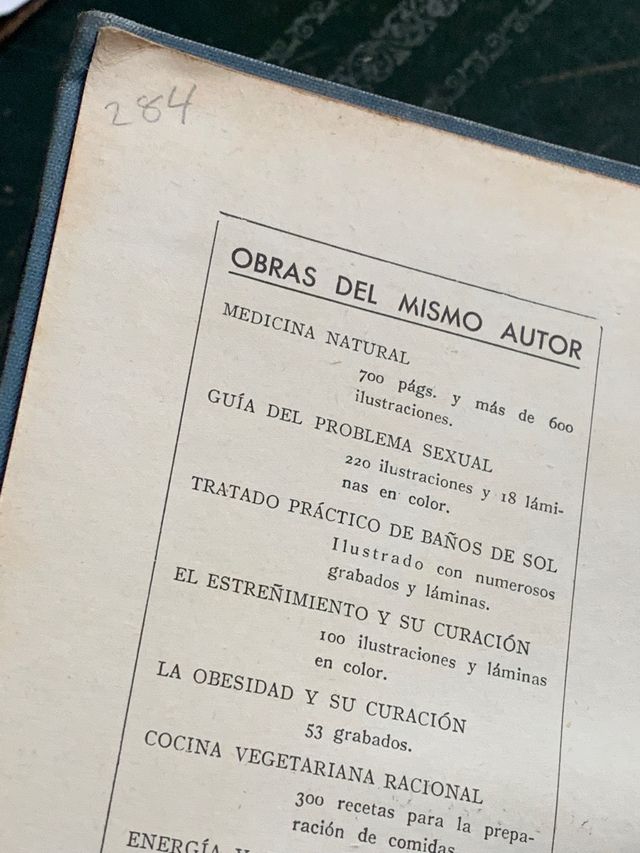 284
OBRAS DEL MISMO AUTOR
MEDICINA NATURAL
700 págs. y más de 600
ilustraciones.
GUÍA DEL PROBLEMA SEXUAL
220 ilustraciones y 18 lámi-
nas en color.
TRATADO PRÁCTICO DE BAÑOS DE SOL
Ilustrado con numerosos
grabados y láminas.
EL ESTREÑIMIENTO Y SU CURACIÓN
100 ilustraciones y láminas
en color.
LA OBESIDAD Y SU CURACIÓN
53 grabados.
COCINA VEGETARIANA RACIONAL
300 recetas para la prepa-
ración de comidas
ENERGÍA Y